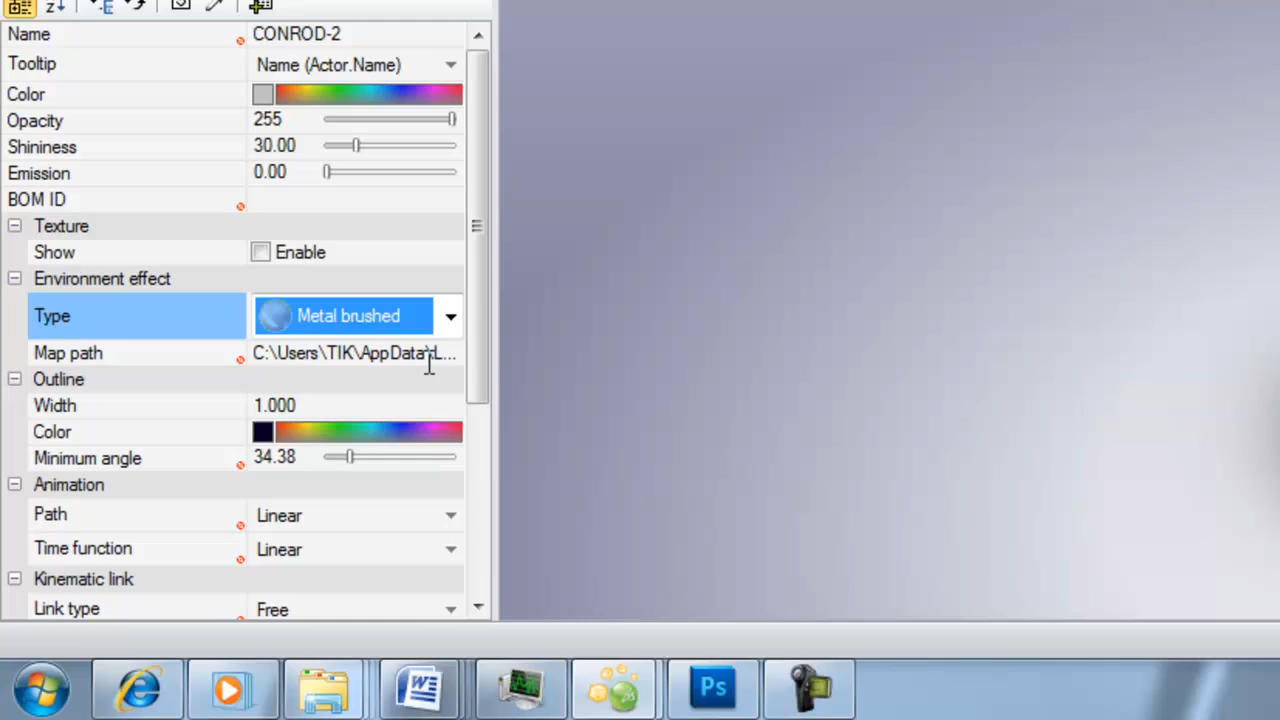 Name CONROD-2
Tooltip Name (Actor.Name)
Color
Opacity 255
Shininess 30.00
Emission 0.00
BOM ID
Texture
Show Enable
Environment effect
Type Metal brushed
Map path C:\Users\TIK\AppData\L...
Outline
Width 1.000
Color
Minimum angle 34.38
Animation
Path Linear
Time function Linear
Kinematic link
Link type Free
Ps